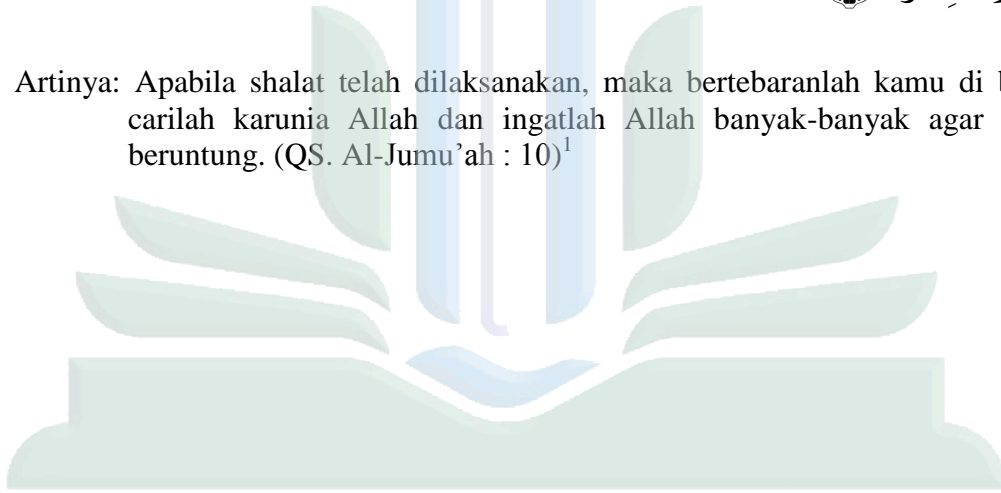 Artinya: Apabila shalat telah dilaksanakan, maka bertebaranlah kamu di
carilah karunia Allah dan ingatlah Allah banyak-banyak agar
beruntung. (QS. Al-Jumu’ah : 10)¹